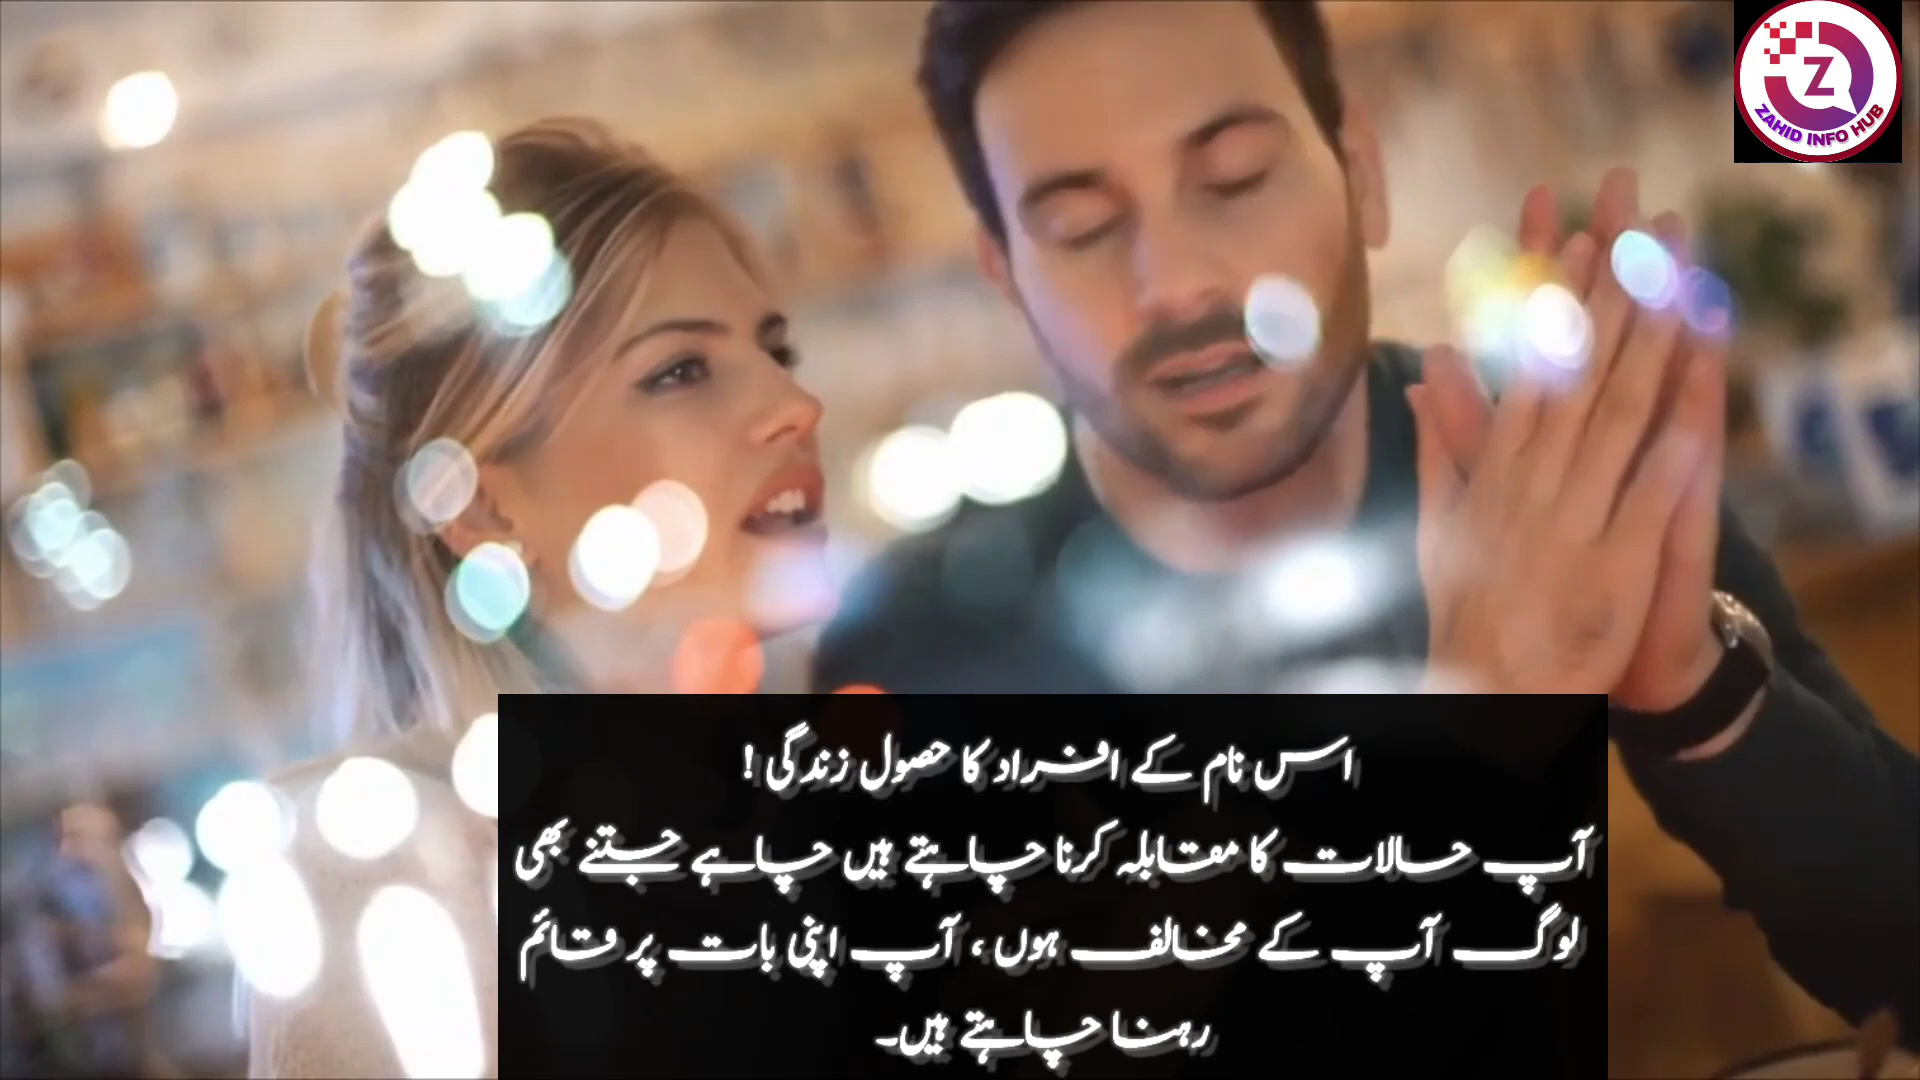 Z
ZAHID INFO HUB
اس نام کے افراد کا حصول زندگی !
آپ حالات کا مقابلہ کرنا چاہتے ہیں چاہے جتنے بھی
لوگ آپ کے مخالف ہوں ، آپ اپنی بات پر قائم
رہنا چاہتے ہیں۔